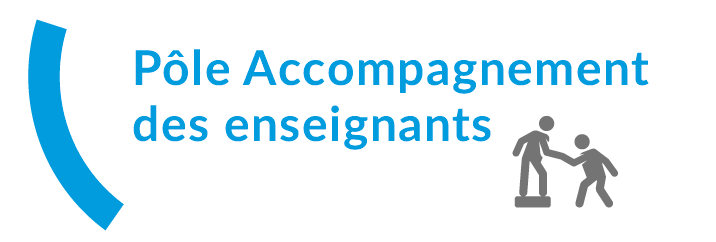 Pôle Accompagnement
des enseignants